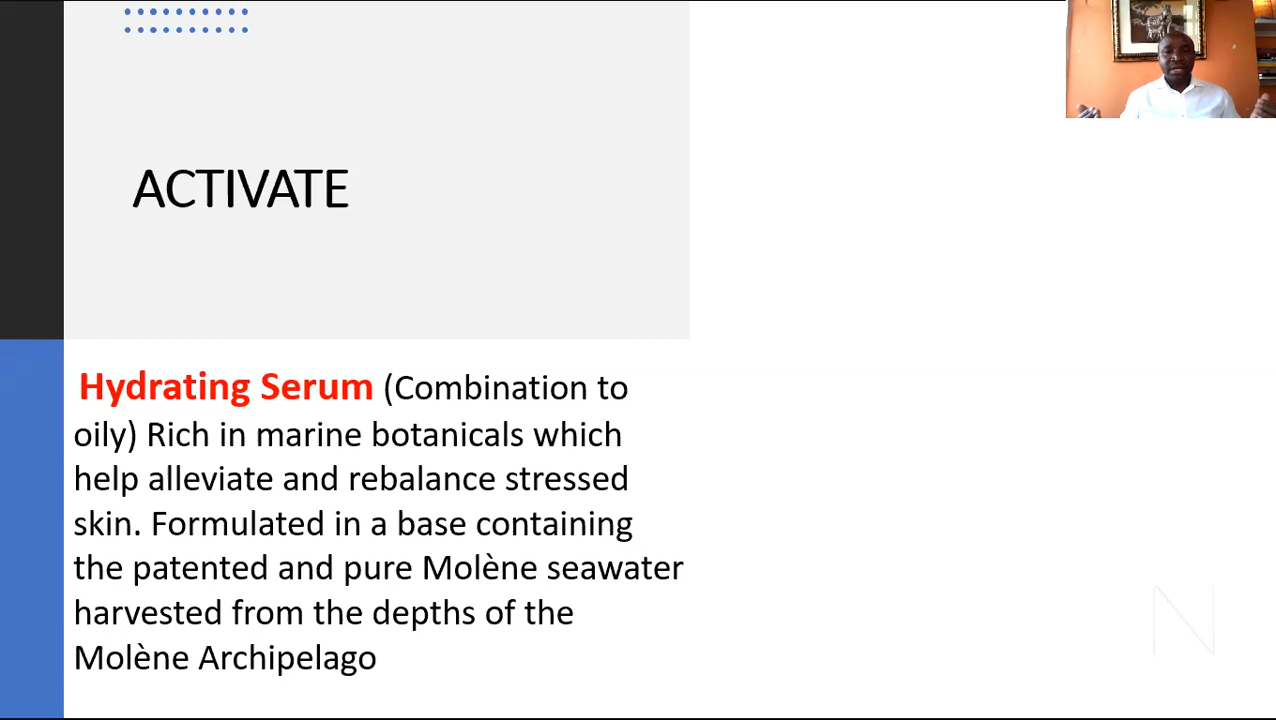 ACTIVATE
Hydrating Serum (Combination to
oily) Rich in marine botanicals which
help alleviate and rebalance stressed
skin. Formulated in a base containing
the patented and pure Molène seawater
harvested from the depths of the
Molène Archipelago
N